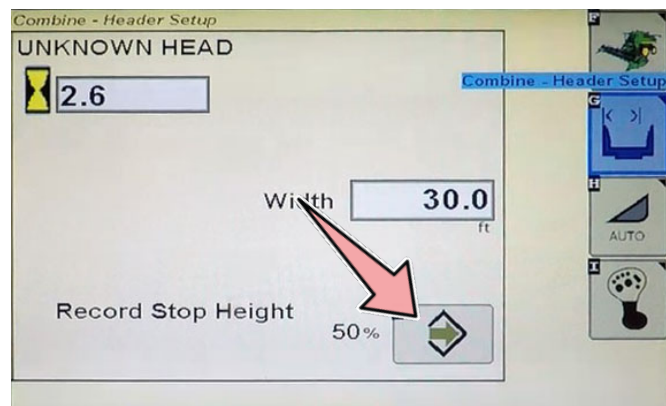 Combine - Header Setup
UNKNOWN HEAD
2.6
Combine - Header Setup
Width 30.0
ft
Record Stop Height
50%
F
G
H
AUTO
I